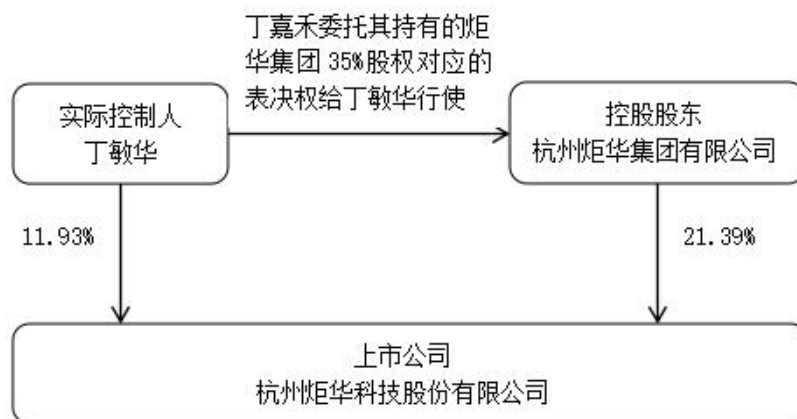 丁嘉禾委托其持有的炬
华集团 35%股权对应的
表决权给丁敏华行使
实际控制人
丁敏华
控股股东
杭州炬华集团有限公司
11.93%
21.39%
上市公司
杭州炬华科技股份有限公司